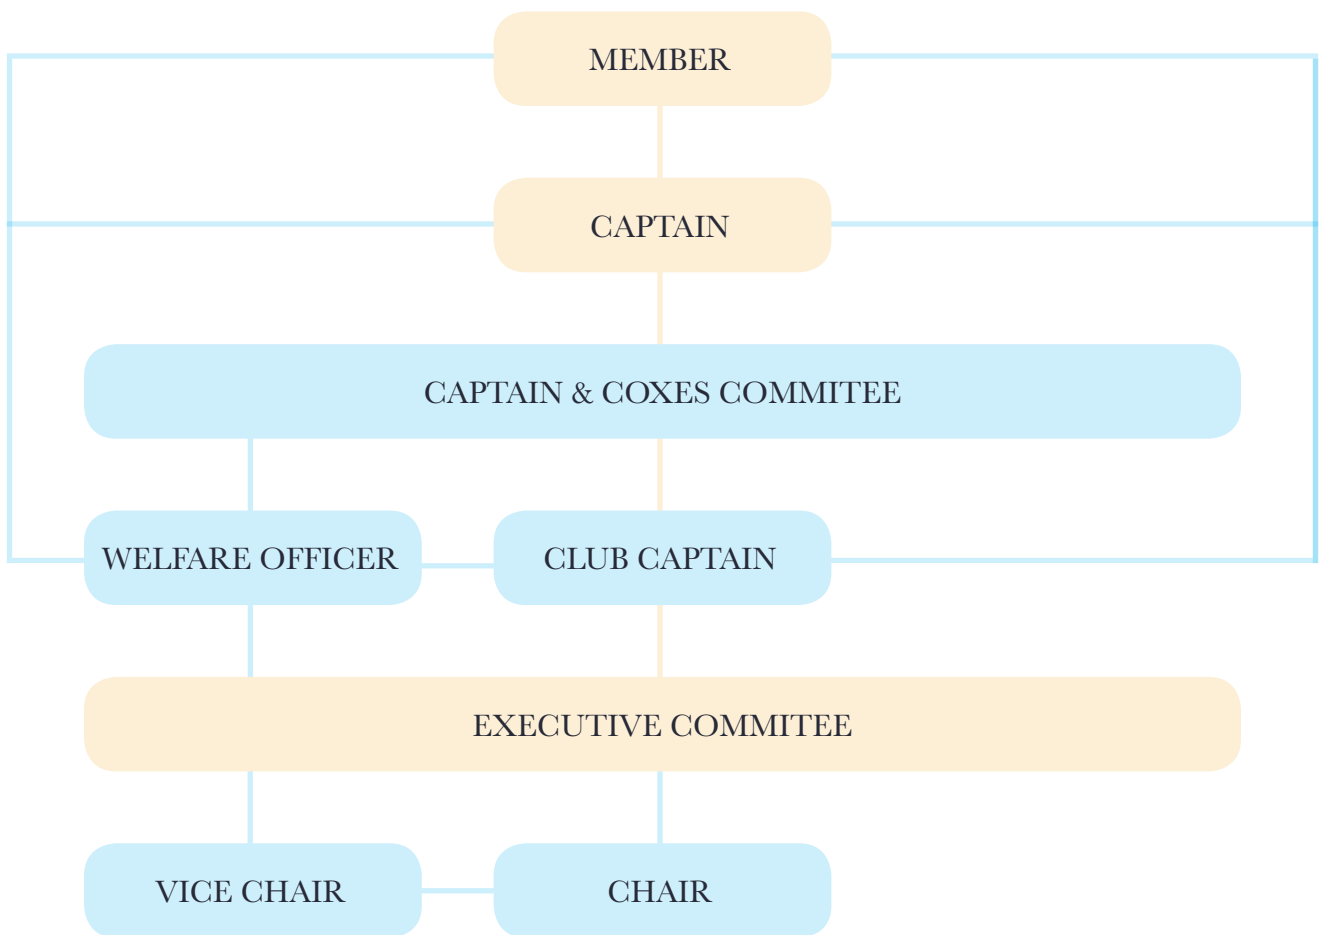 MEMBER
CAPTAIN
CAPTAIN & COXES COMMITEE
WELFARE OFFICER
CLUB CAPTAIN
EXECUTIVE COMMITEE
VICE CHAIR
CHAIR